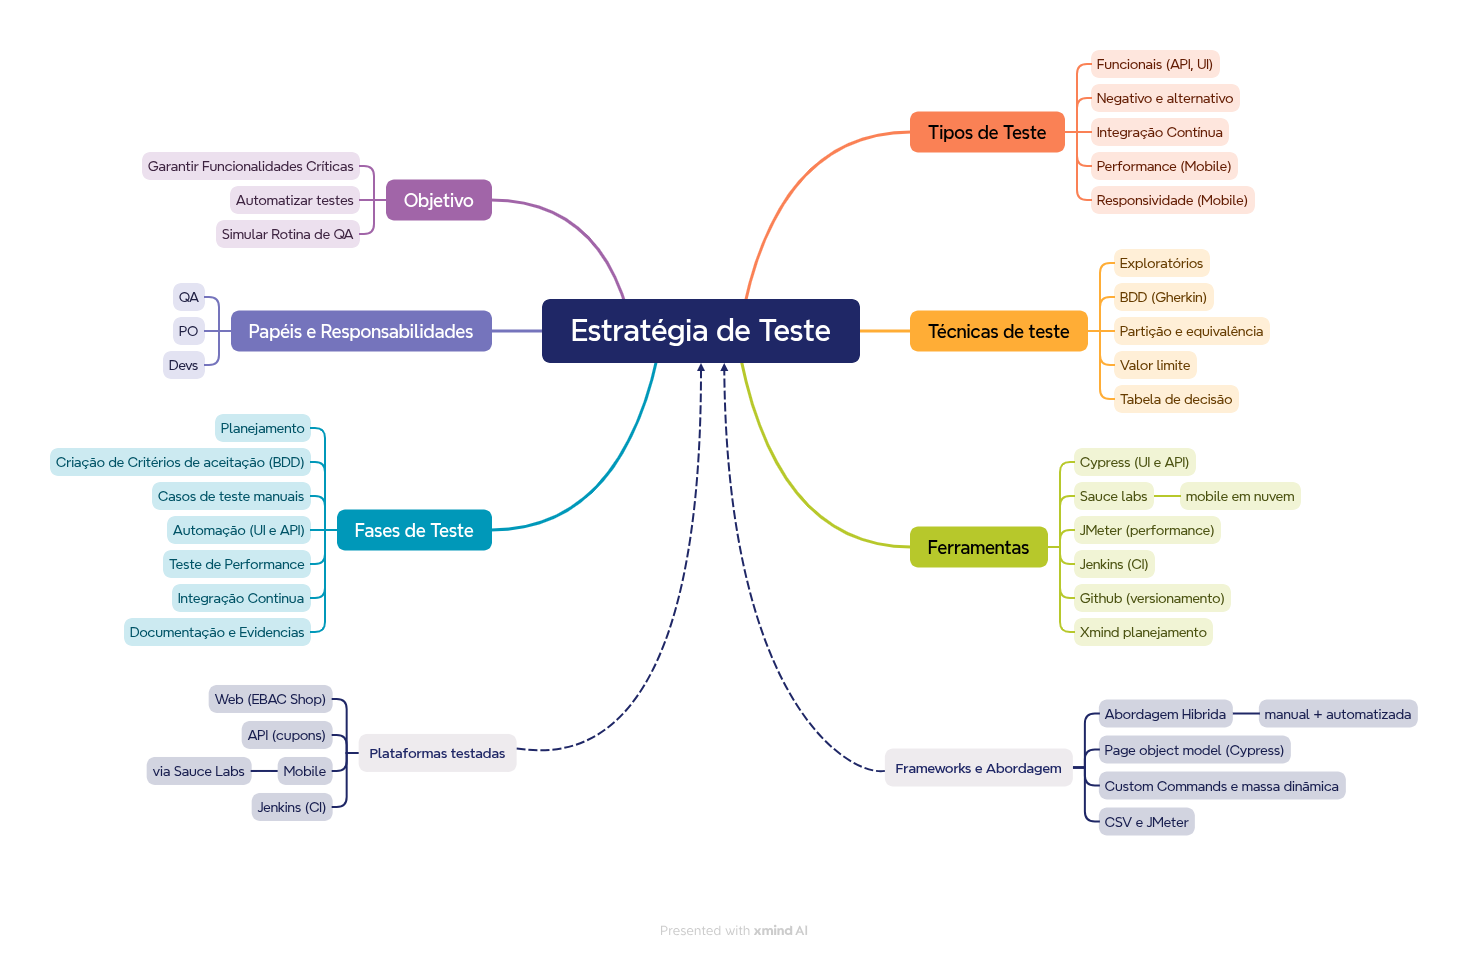 Estratégia de Teste
Tipos de Teste
Funcionais (API, UI)
Negativo e alternativo
Integração Contínua
Performance (Mobile)
Responsividade (Mobile)
Técnicas de teste
Exploratórios
BDD (Gherkin)
Partição e equivalência
Valor limite
Tabela de decisão
Ferramentas
Cypress (UI e API)
Sauce labs
mobile em nuvem
JMeter (performance)
Jenkins (CI)
Github (versionamento)
Xmind planejamento
Frameworks e Abordagem
Abordagem Hibrida
manual + automatizada
Page object model (Cypress)
Custom Commands e massa dinâmica
CSV e JMeter
Objetivo
Garantir Funcionalidades Críticas
Automatizar testes
Simular Rotina de QA
Papéis e Responsabilidades
QA
PO
Devs
Fases de Teste
Planejamento
Criação de Critérios de aceitação (BDD)
Casos de teste manuais
Automação (UI e API)
Teste de Performance
Integração Continua
Documentação e Evidencias
Plataformas testadas
Web (EBAC Shop)
API (cupons)
Mobile
via Sauce Labs
Jenkins (CI)
Presented with xmind AI